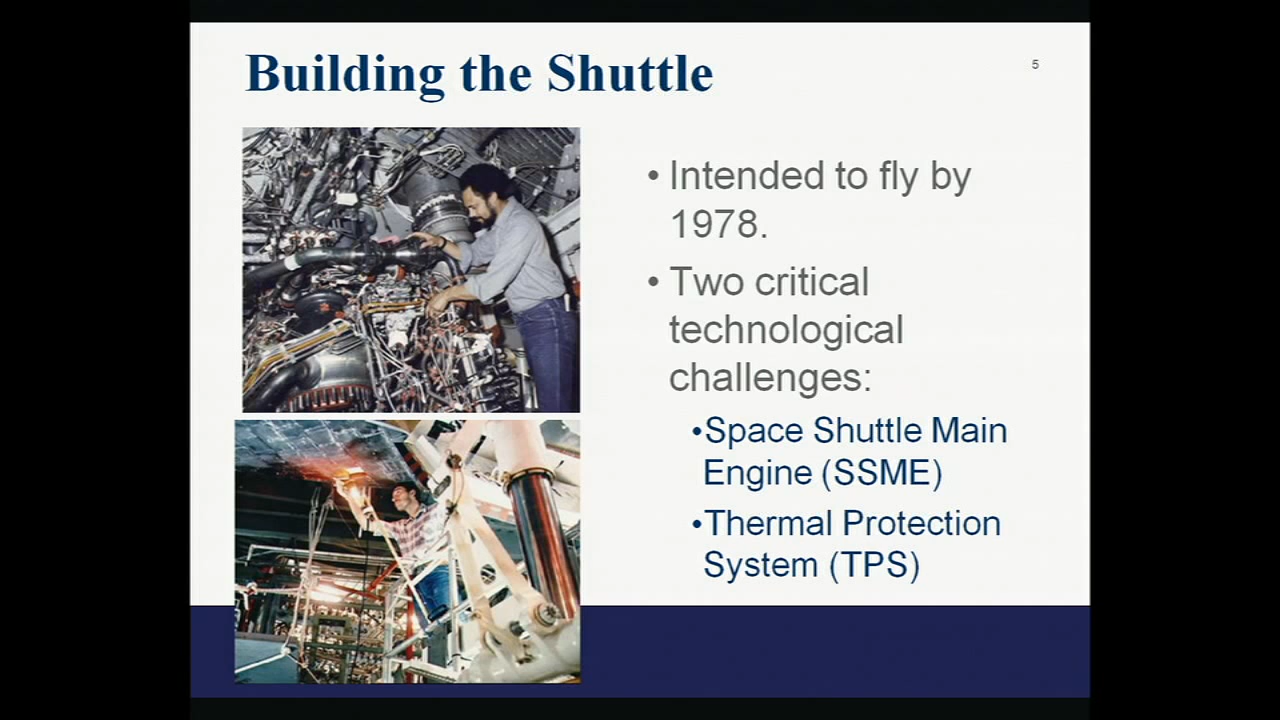 Building the Shuttle
5
• Intended to fly by
1978.
• Two critical
technological
challenges:
•Space Shuttle Main
Engine (SSME)
•Thermal Protection
System (TPS)